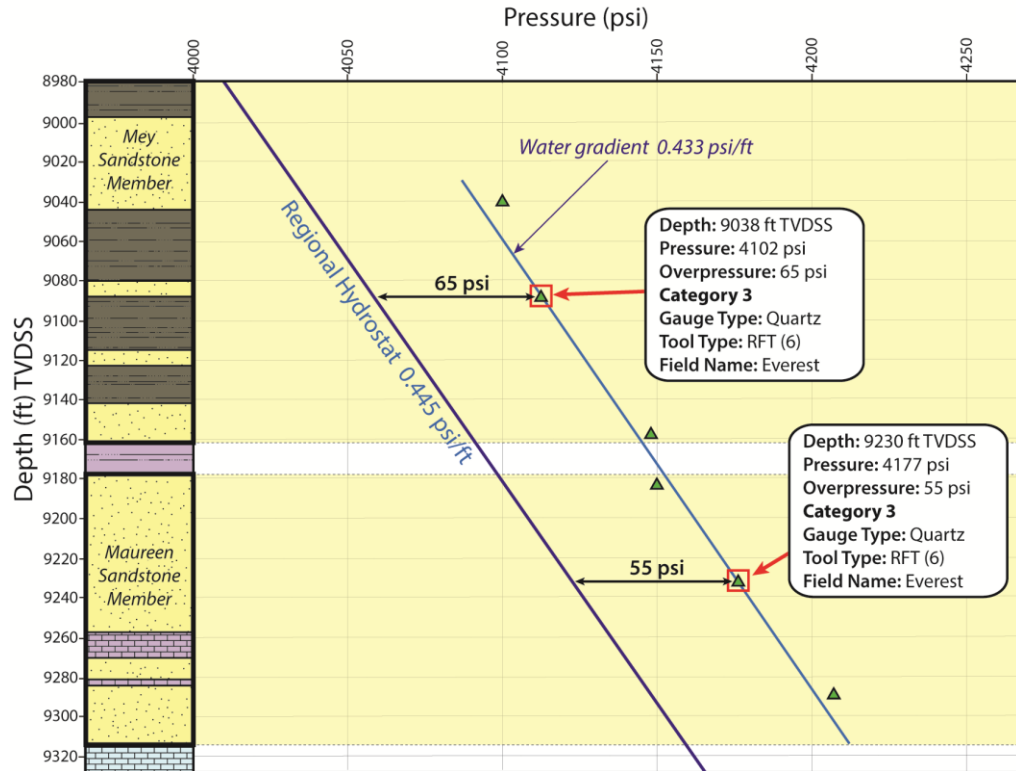 Pressure (psi)
4000
4050
4100
4150
4200
4250
Depth (ft) TVDSS
8980
9000
9020
9040
9060
9080
9100
9120
9140
9160
9180
9200
9220
9240
9260
9280
9300
9320
Mey
Sandstone
Member
Maureen
Sandstone
Member
Regional Hydrostat 0.445 psi/ft
Water gradient 0.433 psi/ft
65 psi
Depth: 9038 ft TVDSS
Pressure: 4102 psi
Overpressure: 65 psi
Category 3
Gauge Type: Quartz
Tool Type: RFT (6)
Field Name: Everest
55 psi
Depth: 9230 ft TVDSS
Pressure: 4177 psi
Overpressure: 55 psi
Category 3
Gauge Type: Quartz
Tool Type: RFT (6)
Field Name: Everest